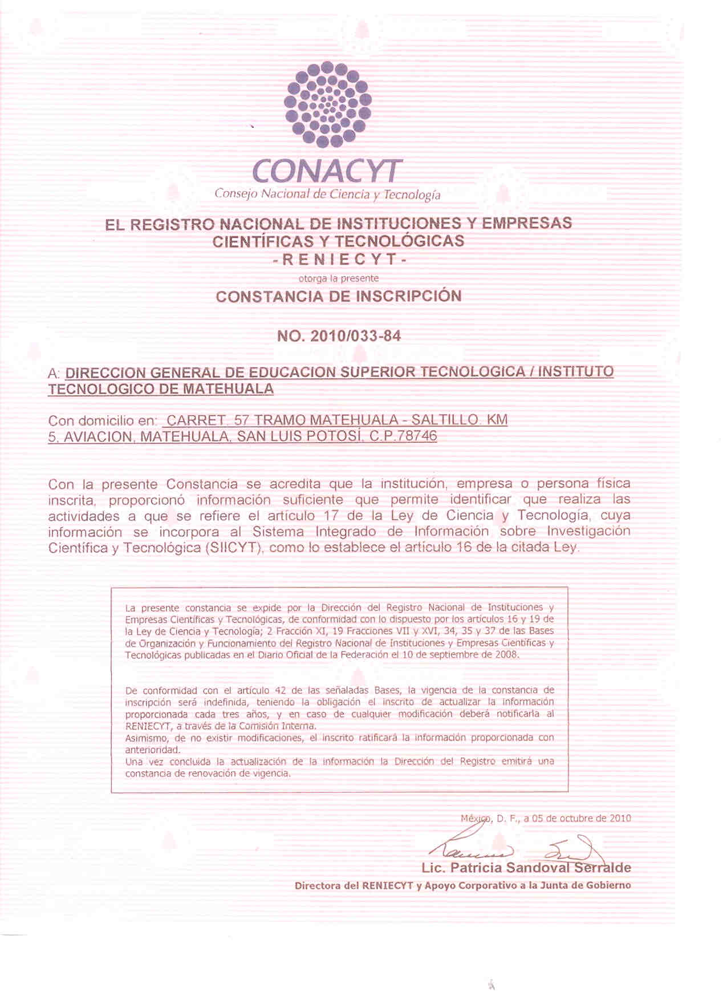 CONACYT
Consejo Nacional de Ciencia y Tecnología
EL REGISTRO NACIONAL DE INSTITUCIONES Y EMPRESAS
CIENTÍFICAS Y TECNOLÓGICAS
- R E N I E C Y T -
otorga la presente
CONSTANCIA DE INSCRIPCIÓN
NO. 2010/033-84
A: DIRECCION GENERAL DE EDUCACION SUPERIOR TECNOLOGICA / INSTITUTO
TECNOLOGICO DE MATEHUALA
Con domicilio en: CARRET. 57 TRAMO MATEHUALA - SALTILLO. KM
5, AVIACION, MATEHUALA, SAN LUIS POTOSÍ, C.P.78746
Con la presente Constancia se acredita que la institución, empresa o persona física
inscrita, proporcionó información suficiente que permite identificar que realiza las
actividades a que se refiere el artículo 17 de la Ley de Ciencia y Tecnología, cuya
información se incorpora al Sistema Integrado de Información sobre Investigación
Científica y Tecnológica (SIICYT), como lo establece el artículo 16 de la citada Ley.
La presente constancia se expide por la Dirección del Registro Nacional de Instituciones y
Empresas Científicas y Tecnológicas, de conformidad con lo dispuesto por los artículos 16 y 19 de
la Ley de Ciencia y Tecnología; 2 Fracción XI, 19 Fracciones VII y XVI, 34, 35 y 37 de las Bases
de Organización y Funcionamiento del Registro Nacional de Instituciones y Empresas Científicas y
Tecnológicas publicadas en el Diario Oficial de la Federación el 10 de septiembre de 2008.
De conformidad con el artículo 42 de las señaladas Bases, la vigencia de la constancia de
inscripción será indefinida, teniendo la obligación el inscrito de actualizar la información
proporcionada cada tres años, y en caso de cualquier modificación deberá notificarla al
RENIECYT, a través de la Comisión Interna.
Asimismo, de no existir modificaciones, el inscrito ratificará la información proporcionada con
anterioridad.
Una vez concluida la actualización de la información la Dirección del Registro emitirá una
constancia de renovación de vigencia.
México, D. F., a 05 de octubre de 2010
Lic. Patricia Sandoval Serralde
Directora del RENIECYT y Apoyo Corporativo a la Junta de Gobierno